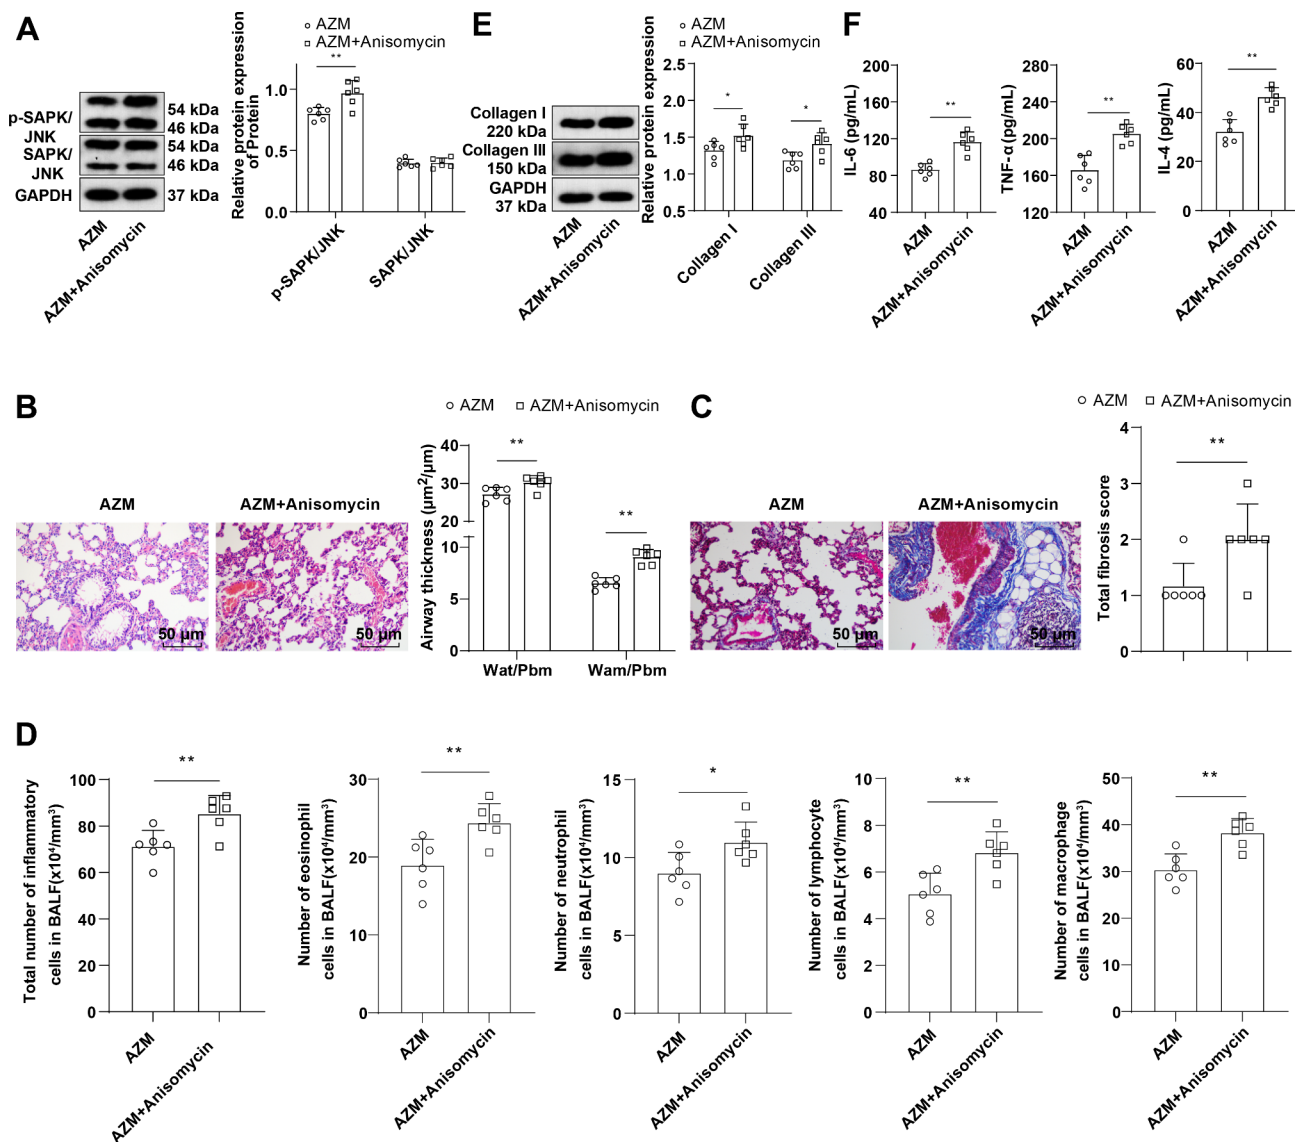 A
p-SAPK/
JNK
SAPK/
JNK
GAPDH
54 kDa
46 kDa
54 kDa
46 kDa
37 kDa
AZM
AZM+Anisomycin
AZM
AZM+Anisomycin
**
Relative protein expression
of Protein
1.0
0.5
0.0
p-SAPK/JNK
SAPK/JNK
E
Collagen I
220 kDa
Collagen III
150 kDa
GAPDH
37 kDa
AZM
AZM+Anisomycin
AZM
AZM+Anisomycin
Relative protein expression
2.5
2.0
1.5
1.0
0.5
*
*
Collagen I
Collagen III
F
IL-6 (pg/mL)
200
160
120
80
40
**
AZM
AZM+Anisomycin
TNF-α (pg/mL)
280
240
200
160
120
**
AZM
AZM+Anisomycin
IL-4 (pg/mL)
60
40
20
0
**
AZM
AZM+Anisomycin
B
AZM
AZM+Anisomycin
50 μm
50 μm
AZM
AZM+Anisomycin
Airway thickness (μm²/μm)
40
30
20
10
5
0
**
**
Wat/Pbm
Wam/Pbm
C
AZM
AZM+Anisomycin
50 μm
50 μm
AZM
AZM+Anisomycin
Total fibrosis score
4
3
2
1
0
**
D
Total number of infiammatory
cells in BALF(x10⁴/mm³)
100
80
60
40
20
0
**
AZM
AZM+Anisomycin
Number of eosinophil
cells in BALF(x10⁴/mm³)
30
20
10
0
**
AZM
AZM+Anisomycin
Number of neutrophil
cells in BALF(x10⁴/mm³)
15
10
5
0
*
AZM
AZM+Anisomycin
Number of lymphocyte
cells in BALF(x10⁴/mm³)
10
8
6
4
2
0
**
AZM
AZM+Anisomycin
Number of macrophage
cells in BALF(x10⁴/mm³)
50
40
30
20
10
0
**
AZM
AZM+Anisomycin